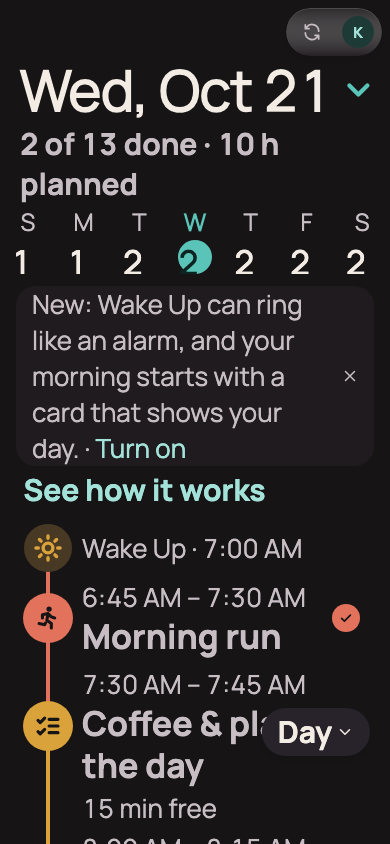 K
Wed, Oct 21
2 of 13 done · 10 h
planned
S M T W T F S
1 1 2 2 2 2 2
New: Wake Up can ring
like an alarm, and your
morning starts with a
card that shows your
day. · Turn on
See how it works
Wake Up · 7:00 AM
6:45 AM – 7:30 AM
Morning run
7:30 AM – 7:45 AM
Coffee &
Day
the day
15 min free